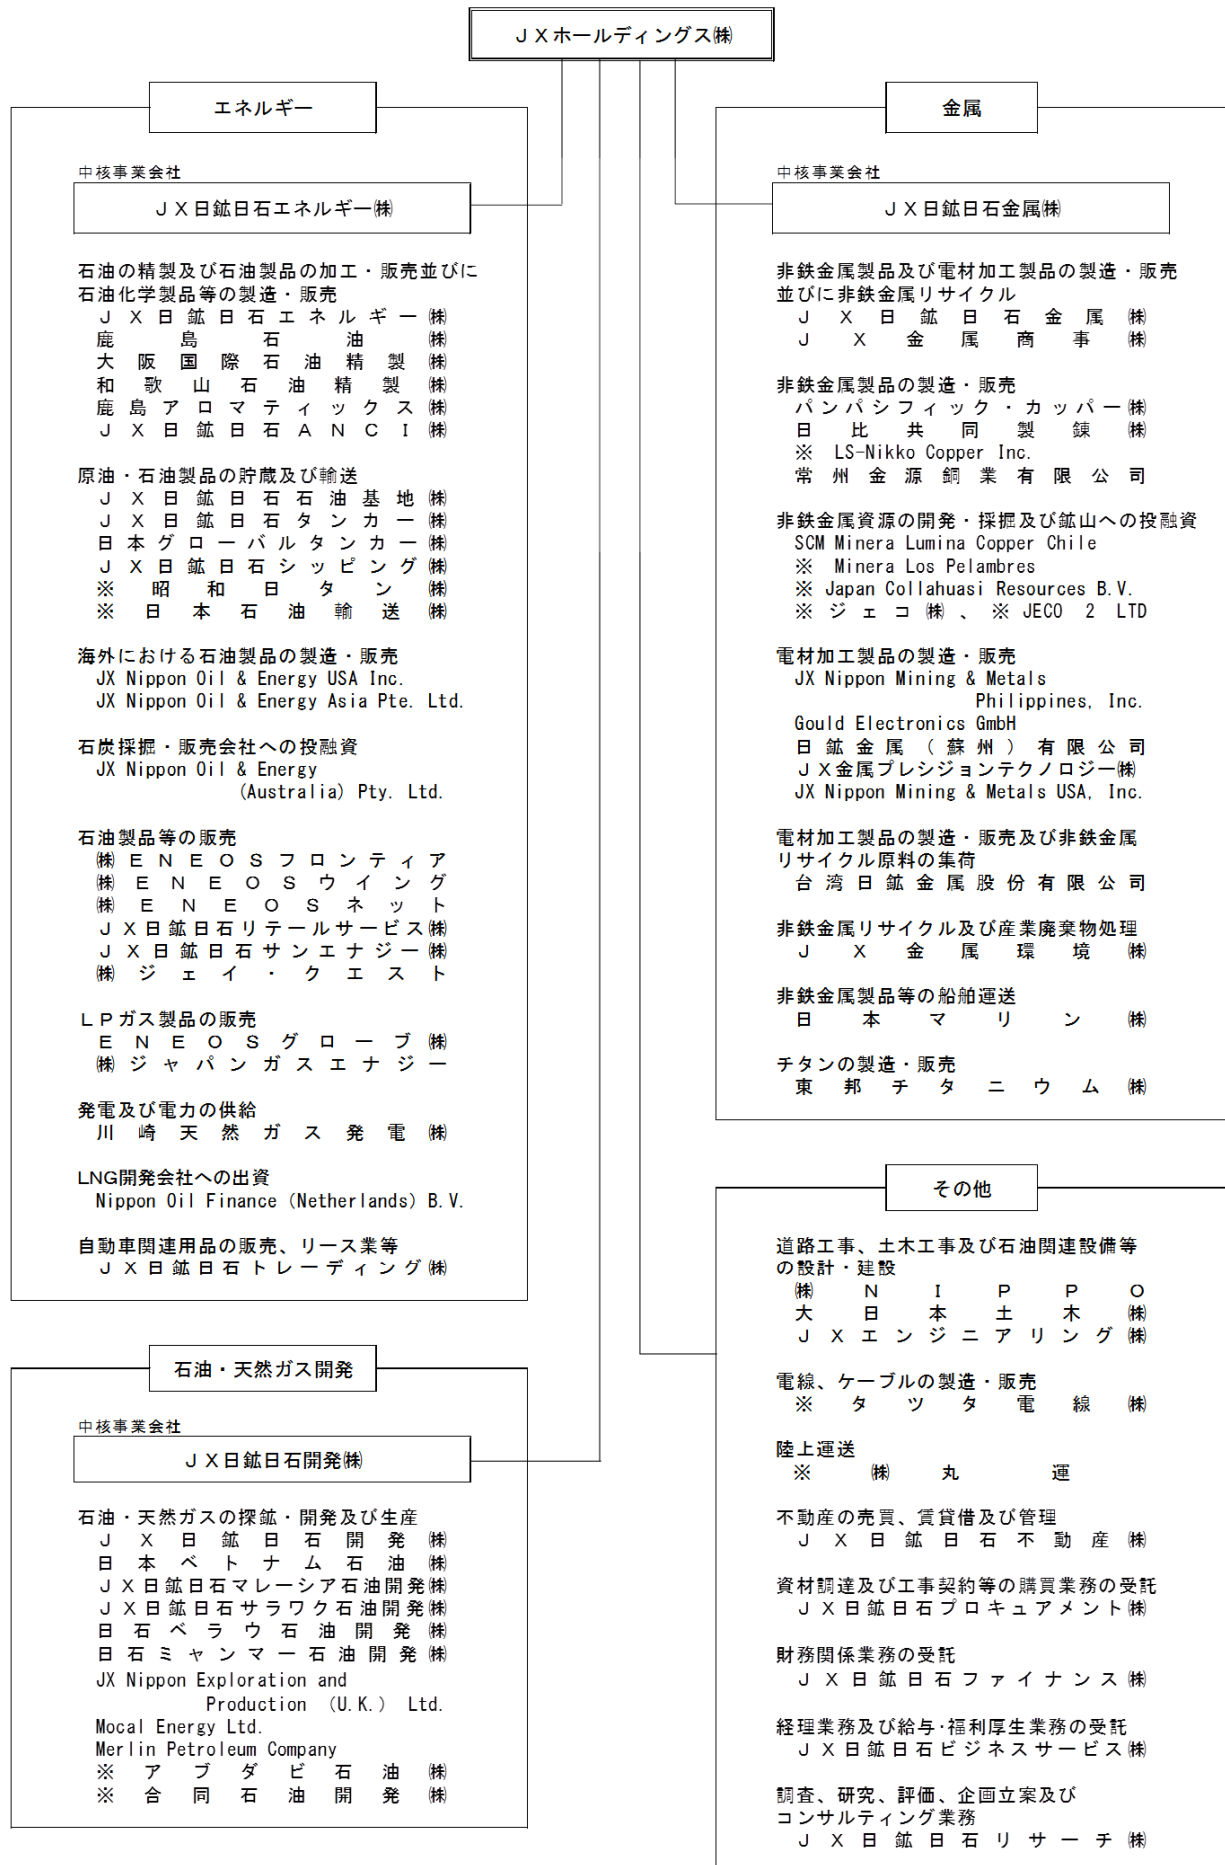 ＪＸホールディングス㈱
エネルギー
中核事業会社
ＪＸ日鉱日石エネルギー㈱
石油の精製及び石油製品の加工・販売並びに
石油化学製品等の製造・販売
ＪＸ日鉱日石エネルギー㈱
鹿島石油㈱
大阪国際石油精製㈱
和歌山石油精製㈱
鹿島アロマティックス㈱
ＪＸ日鉱日石ＡＮＣＩ㈱
原油・石油製品の貯蔵及び輸送
ＪＸ日鉱日石石油基地㈱
ＪＸ日鉱日石タンカー㈱
日本グローバルタンカー㈱
ＪＸ日鉱日石シッピング㈱
※昭和日タン㈱
※日本石油輸送㈱
海外における石油製品の製造・販売
JX Nippon Oil & Energy USA Inc.
JX Nippon Oil & Energy Asia Pte. Ltd.
石炭採掘・販売会社への投融資
JX Nippon Oil & Energy
(Australia) Pty. Ltd.
石油製品等の販売
㈱ＥＮＥＯＳフロンティア
㈱ＥＮＥＯＳウイング
㈱ＥＮＥＯＳネット
ＪＸ日鉱日石リテールサービス㈱
ＪＸ日鉱日石サンエナジー㈱
㈱ジェイ・クエスト
ＬＰガス製品の販売
ＥＮＥＯＳグローブ㈱
㈱ジャパンガスエナジー
発電及び電力の供給
川崎天然ガス発電㈱
LNG開発会社への出資
Nippon Oil Finance (Netherlands) B.V.
自動車関連用品の販売、リース業等
ＪＸ日鉱日石トレーディング㈱
石油・天然ガス開発
中核事業会社
ＪＸ日鉱日石開発㈱
石油・天然ガスの探鉱・開発及び生産
ＪＸ日鉱日石開発㈱
日本ベトナム石油㈱
ＪＸ日鉱日石マレーシア石油開発㈱
ＪＸ日鉱日石サラワク石油開発㈱
日石ベラウ石油開発㈱
日石ミャンマー石油開発㈱
JX Nippon Exploration and
Production （U.K.） Ltd.
Mocal Energy Ltd.
Merlin Petroleum Company
※アブダビ石油㈱
※合同石油開発㈱
金属
中核事業会社
ＪＸ日鉱日石金属㈱
非鉄金属製品及び電材加工製品の製造・販売
並びに非鉄金属リサイクル
ＪＸ日鉱日石金属㈱
ＪＸ金属商事㈱
非鉄金属製品の製造・販売
パンパシフィック・カッパー㈱
日比共同製錬㈱
※ LS-Nikko Copper Inc.
常州金源銅業有限公司
非鉄金属資源の開発・採掘及び鉱山への投融資
SCM Minera Lumina Copper Chile
※ Minera Los Pelambres
※ Japan Collahuasi Resources B.V.
※ジェコ㈱、※ JECO 2 LTD
電材加工製品の製造・販売
JX Nippon Mining & Metals
Philippines, Inc.
Gould Electronics GmbH
日鉱金属（蘇州）有限公司
ＪＸ金属プレシジョンテクノロジー㈱
JX Nippon Mining & Metals USA, Inc.
電材加工製品の製造・販売及び非鉄金属
リサイクル原料の集荷
台湾日鉱金属股份有限公司
非鉄金属リサイクル及び産業廃棄物処理
ＪＸ金属環境㈱
非鉄金属製品等の船舶運送
日本マリン㈱
チタンの製造・販売
東邦チタニウム㈱
その他
道路工事、土木工事及び石油関連設備等
の設計・建設
㈱ＮＩＰＰＯ
大日本土木㈱
ＪＸエンジニアリング㈱
電線、ケーブルの製造・販売
※タツタ電線㈱
陸上運送
※㈱丸運
不動産の売買、賃貸借及び管理
ＪＸ日鉱日石不動産㈱
資材調達及び工事契約等の購買業務の受託
ＪＸ日鉱日石プロキュアメント㈱
財務関係業務の受託
ＪＸ日鉱日石ファイナンス㈱
経理業務及び給与・福利厚生業務の受託
ＪＸ日鉱日石ビジネスサービス㈱
調査、研究、評価、企画立案及び
コンサルティング業務
ＪＸ日鉱日石リサーチ㈱